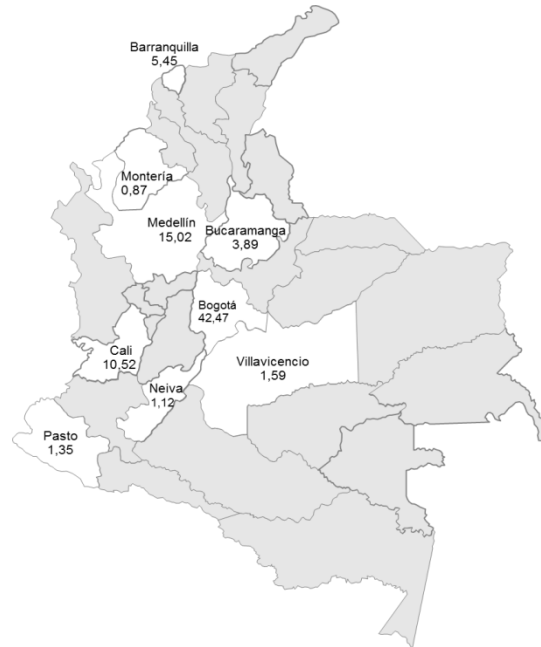 Barranquilla
5,45
Montería
0,87
Medellín
15,02
Bucaramanga
3,89
Bogotá
42,47
Cali
10,52
Villavicencio
1,59
Neiva
1,12
Pasto
1,35